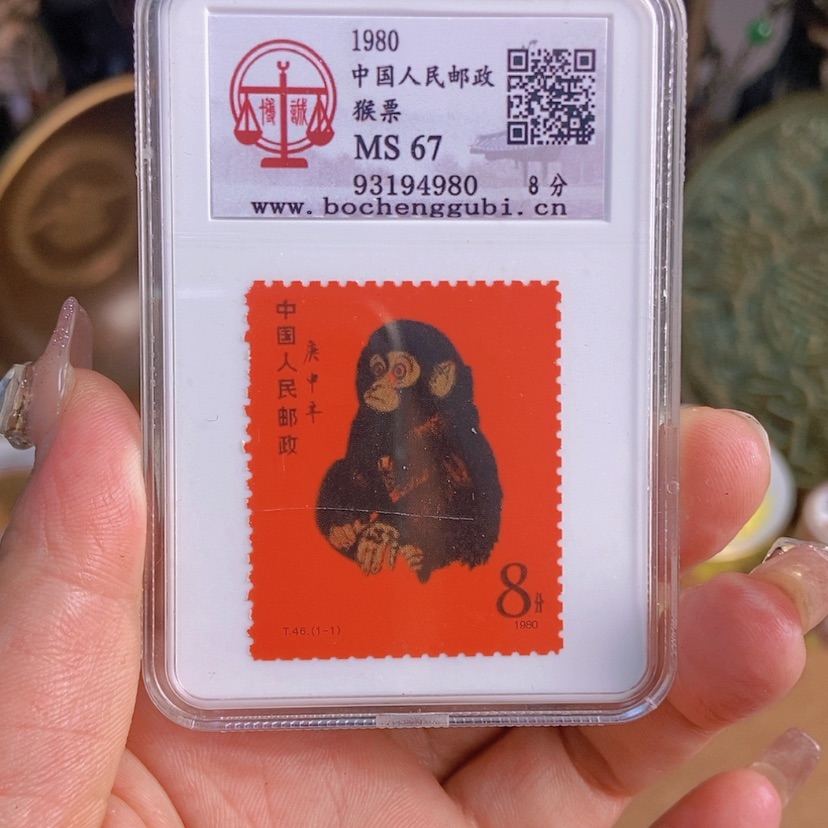 1980
中国人民邮政
猴票
MS 67
93194980 8 分
www.bochenggubi.cn
博誠
中国人民邮政
庚申年
8分
1980
T.46.(1-1)